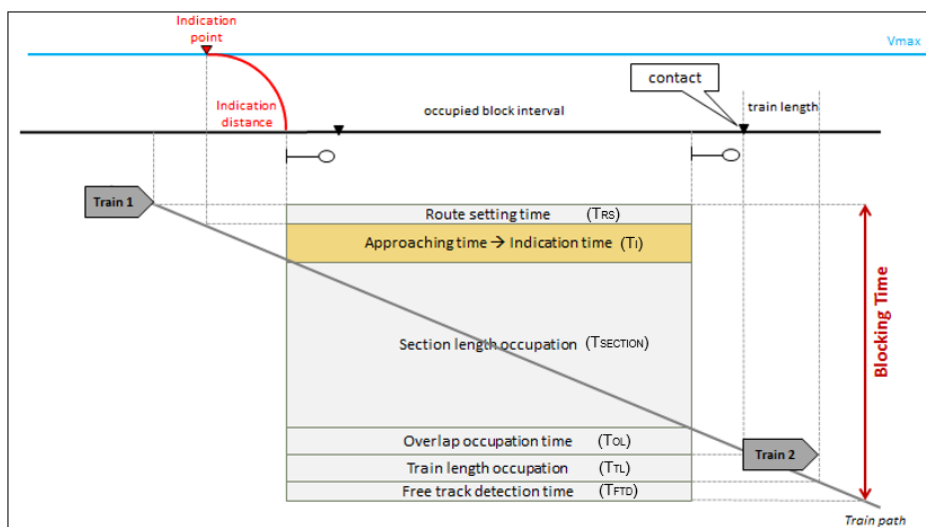 Indication
point
Vmax
contact
Indication
distance
occupied block interval
train length
Train 1
Route setting time (TRS)
Approaching time → Indication time (TI)
Section length occupation (TSECTION)
Blocking Time
Overlap occupation time (TOL)
Train 2
Train length occupation (TTL)
Free track detection time (TFTD)
Train path